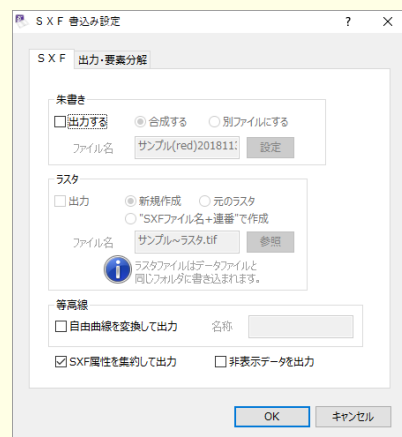 ＳＸＦ 書込み設定
ＳＸＦ 出力・要素分解
朱書き
出力する 合成する 別ファイルにする
ファイル名 サンプル(red)2018111 設定
ラスタ
出力 新規作成 元のラスタ
"SXFファイル名+連番"で作成
ファイル名 サンプル～ラスタ.tif 参照
ラスタファイルはデータファイルと
同じフォルダに書き込まれます。
等高線
自由曲線を変換して出力 名称
SXF属性を集約して出力 非表示データを出力
OK キャンセル